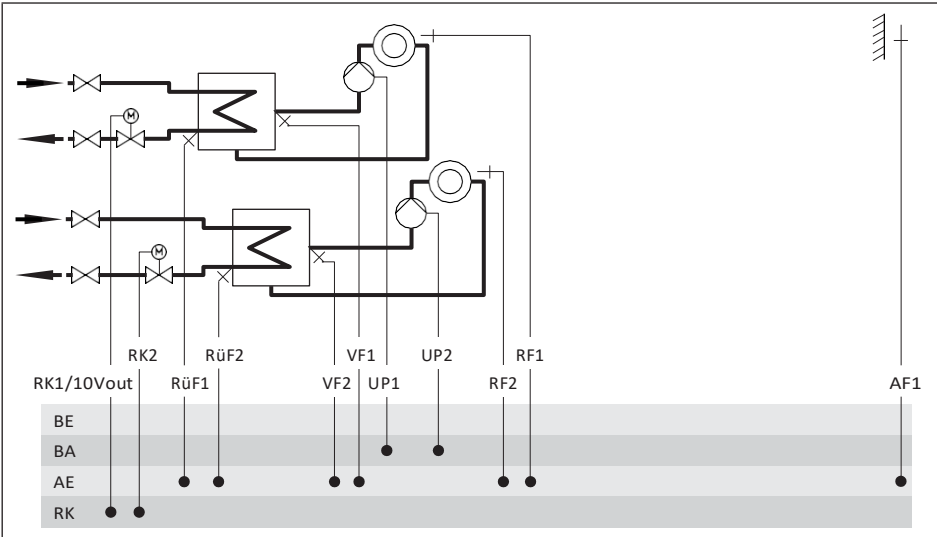 M
M
RK2 RüF2 VF1 UP2 RF1
RK1/10Vout RüF1 VF2 UP1 RF2 AF1
BE
BA
AE
RK